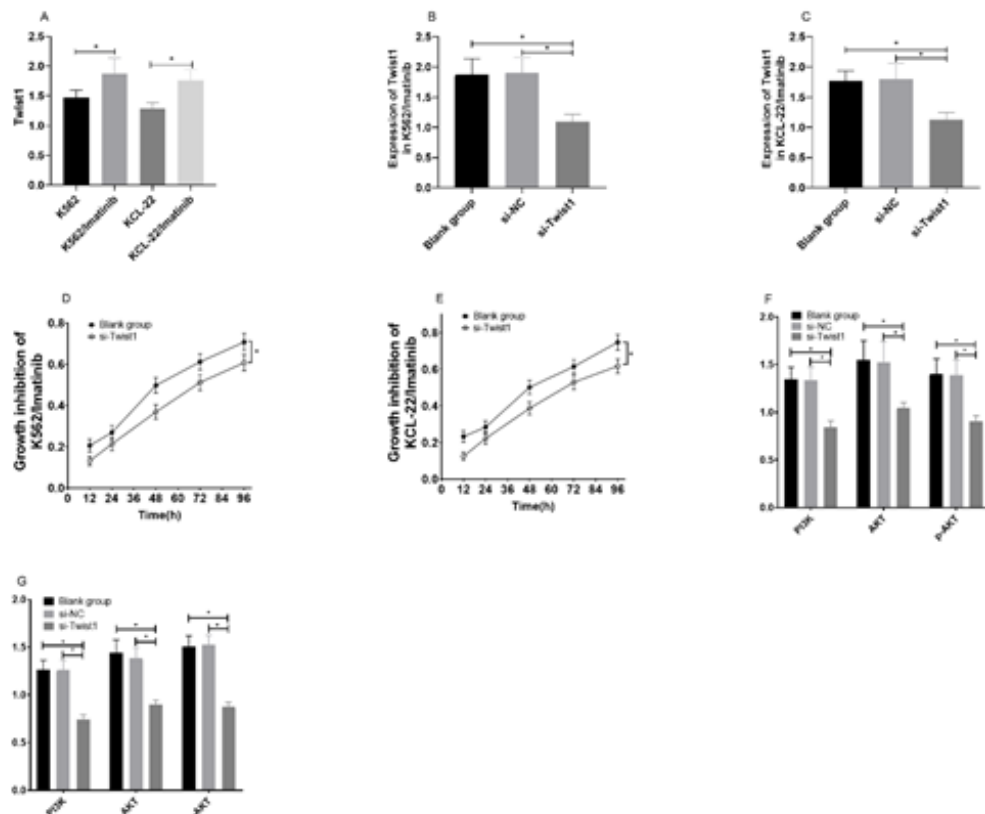 A
Twist1
2.5
2.0
1.5
1.0
0.5
0.0
*
*
K562
K562/Imatinib
KCL-22
KCL-22/Imatinib
B
Expression of Twist1
in K562/Imatinib
2.5
2.0
1.5
1.0
0.5
0.0
*
*
Blank group
si-NC
si-Twist1
C
Expression of Twist1
in KCL-22/Imatinib
2.5
2.0
1.5
1.0
0.5
0.0
*
*
Blank group
si-NC
si-Twist1
D
Blank group
si-Twist1
Growth inhibition of
K562/Imatinib
0.8
0.6
0.4
0.2
0.0
*
0 12 24 36 48 60 72 84 96
Time(h)
E
Blank group
si-Twist1
Growth inhibition of
KCL-22/Imatinib
0.8
0.6
0.4
0.2
0.0
*
0 12 24 36 48 60 72 84 96
Time(h)
F
Blank group
si-NC
si-Twist1
2.0
1.5
1.0
0.5
0.0
*
*
*
*
*
*
PI3K
AKT
p-AKT
G
Blank group
si-NC
si-Twist1
2.0
1.5
1.0
0.5
0.0
*
*
*
*
*
*
PI3K
AKT
AKT